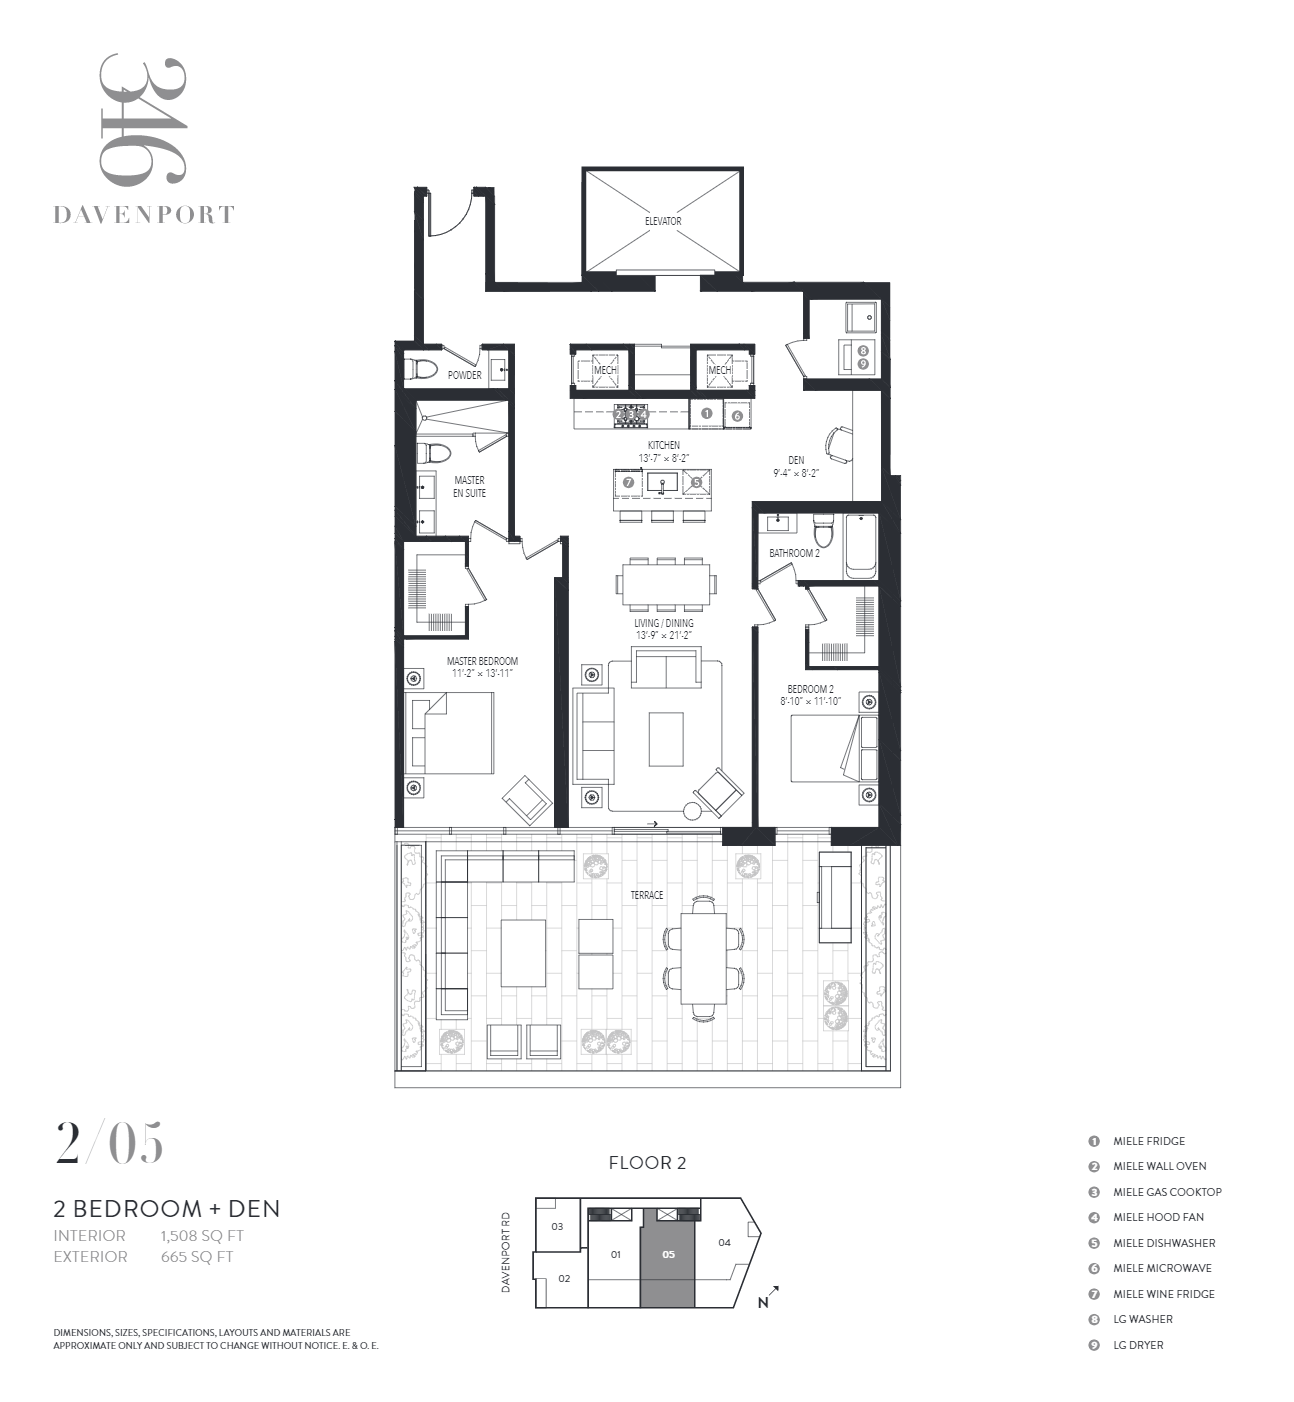 346
DAVENPORT
ELEVATOR
8
9
POWDER
MECH
MECH
2 3 4
1
6
KITCHEN
13'-7" × 8'-2"
DEN
9'-4" × 8'-2"
7
5
MASTER
EN SUITE
BATHROOM 2
LIVING / DINING
13'-9" × 21'-2"
MASTER BEDROOM
11'-2" × 13'-11"
BEDROOM 2
8'-10" × 11'-10"
TERRACE
2/05
2 BEDROOM + DEN
INTERIOR 1,508 SQ FT
EXTERIOR 665 SQ FT
DIMENSIONS, SIZES, SPECIFICATIONS, LAYOUTS AND MATERIALS ARE
APPROXIMATE ONLY AND SUBJECT TO CHANGE WITHOUT NOTICE. E. & O. E.
FLOOR 2
DAVENPORT RD
03
02
01
05
04
N
1 MIELE FRIDGE
2 MIELE WALL OVEN
3 MIELE GAS COOKTOP
4 MIELE HOOD FAN
5 MIELE DISHWASHER
6 MIELE MICROWAVE
7 MIELE WINE FRIDGE
8 LG WASHER
9 LG DRYER